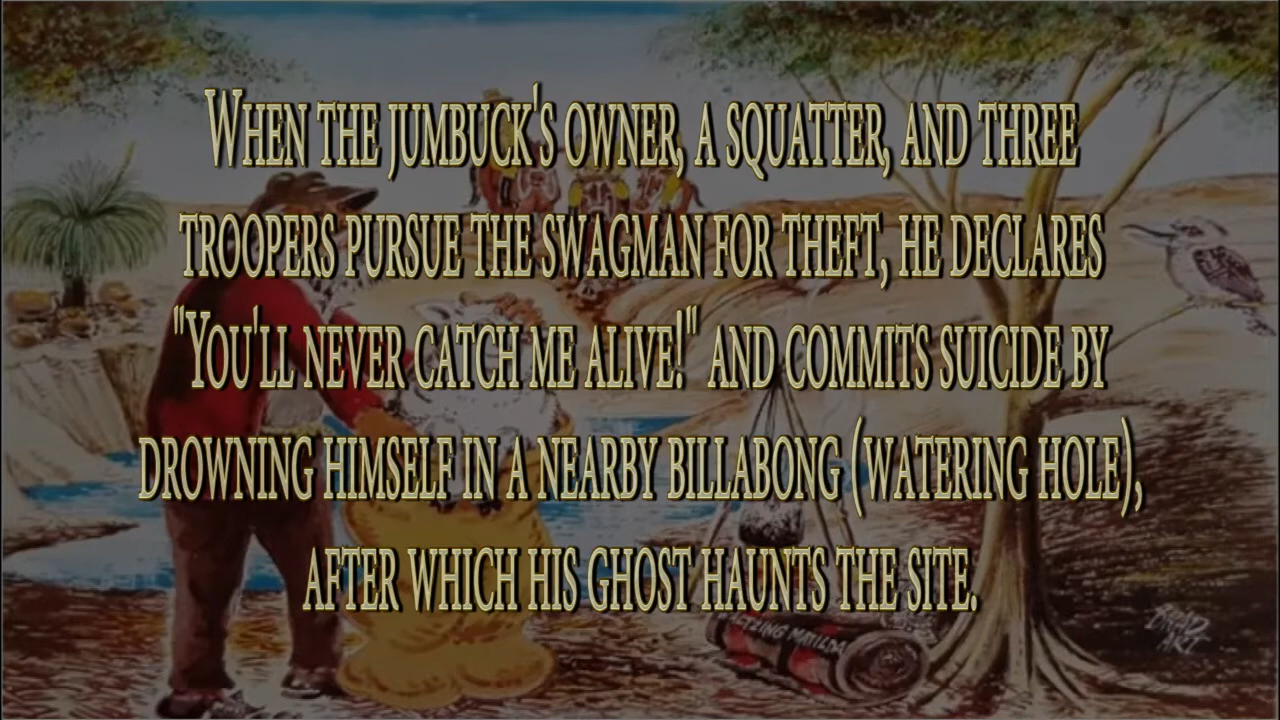 When the jumbuck's owner, a squatter, and three
troopers pursue the swagman for theft, he declares
"You'll never catch me alive!" and commits suicide by
drowning himself in a nearby billabong (watering hole),
after which his ghost haunts the site.
MATILDA
ART